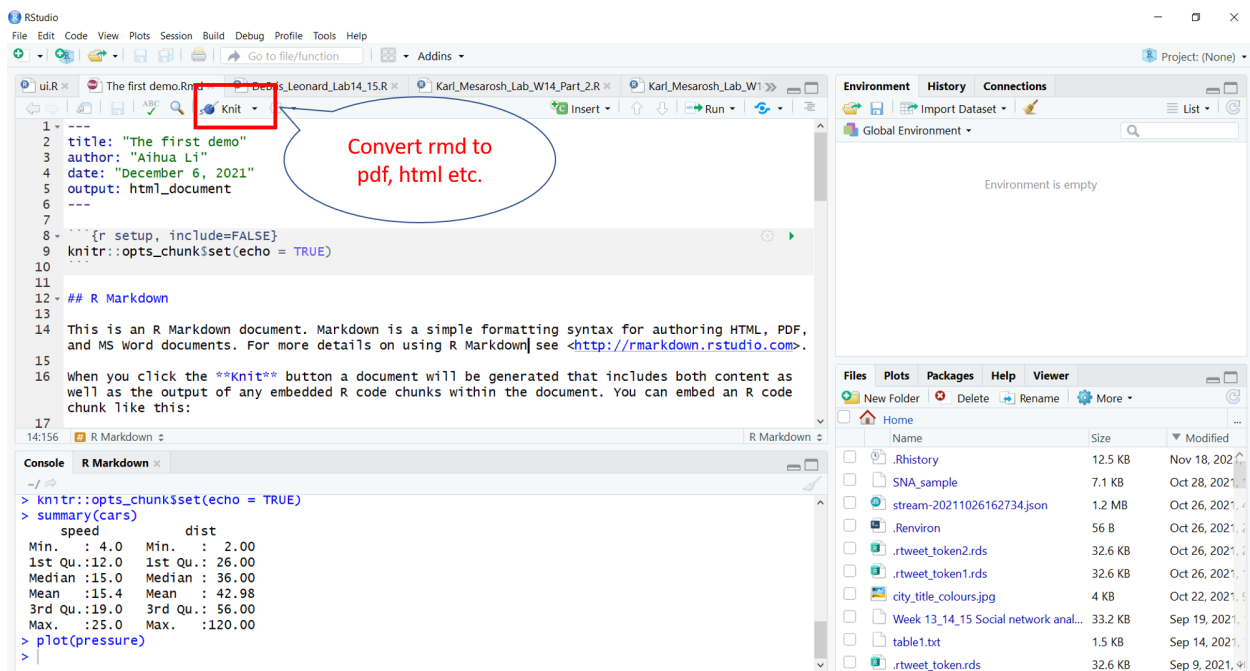 RStudio
File Edit Code View Plots Session Build Debug Profile Tools Help
Go to file/function Addins Project: (None)
ui.R The first demo.Rmd DeBris_Leonard_Lab14_15.R Karl_Mesarosh_Lab_W14_Part_2.R Karl_Mesarosh_Lab_W1
ABC Knit Insert Run
Convert rmd to
pdf, html etc.
1 ---
2 title: "The first demo"
3 author: "Aihua Li"
4 date: "December 6, 2021"
5 output: html_document
6 ---
7
8 ```{r setup, include=FALSE}
9 knitr::opts_chunk$set(echo = TRUE)
10 ```
11
12 ## R Markdown
13
14 This is an R Markdown document. Markdown is a simple formatting syntax for authoring HTML, PDF,
and MS Word documents. For more details on using R Markdown see <http://rmarkdown.rstudio.com>.
15
16 When you click the **Knit** button a document will be generated that includes both content as
well as the output of any embedded R code chunks within the document. You can embed an R code
chunk like this:
17
14:156 R Markdown R Markdown
Console R Markdown
~/
> knitr::opts_chunk$set(echo = TRUE)
> summary(cars)
speed dist
Min. : 4.0 Min. : 2.00
1st Qu.:12.0 1st Qu.: 26.00
Median :15.0 Median : 36.00
Mean :15.4 Mean : 42.98
3rd Qu.:19.0 3rd Qu.: 56.00
Max. :25.0 Max. :120.00
> plot(pressure)
>
Environment History Connections
Import Dataset List
Global Environment
Environment is empty
Files Plots Packages Help Viewer
New Folder Delete Rename More
Home ...
Name Size Modified
.Rhistory 12.5 KB Nov 18, 2021,
SNA_sample 7.1 KB Oct 28, 2021,
stream-20211026162734.json 1.2 MB Oct 26, 2021,
.Renviron 56 B Oct 26, 2021,
.rtweet_token2.rds 32.6 KB Oct 26, 2021,
.rtweet_token1.rds 32.6 KB Oct 26, 2021,
city_title_colours.jpg 4 KB Oct 22, 2021,
Week 13_14_15 Social network anal... 33.2 KB Sep 19, 2021,
table1.txt 1.5 KB Sep 14, 2021,
.rtweet_token.rds 32.6 KB Sep 9, 2021,